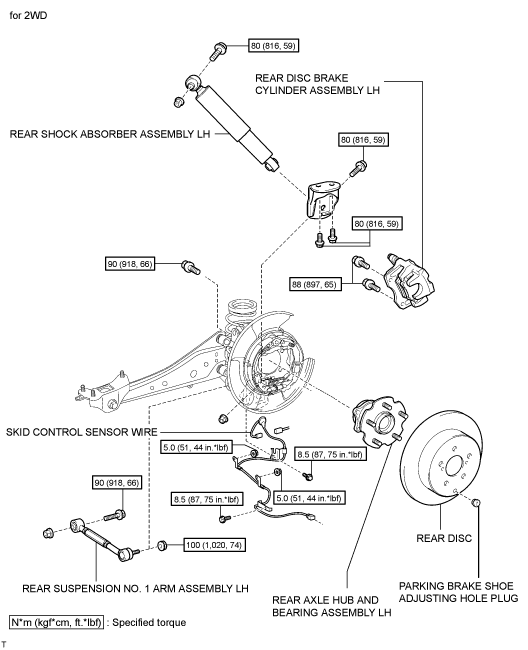 for 2WD
80 (816, 59)
REAR DISC BRAKE
CYLINDER ASSEMBLY LH
REAR SHOCK ABSORBER ASSEMBLY LH
80 (816, 59)
80 (816, 59)
90 (918, 66)
88 (897, 65)
SKID CONTROL SENSOR WIRE
5.0 (51, 44 in.*lbf)
8.5 (87, 75 in.*lbf)
90 (918, 66)
8.5 (87, 75 in.*lbf)
5.0 (51, 44 in.*lbf)
100 (1,020, 74)
REAR DISC
REAR SUSPENSION NO. 1 ARM ASSEMBLY LH
PARKING BRAKE SHOE
ADJUSTING HOLE PLUG
REAR AXLE HUB AND
BEARING ASSEMBLY LH
N*m (kgf*cm, ft.*lbf) : Specified torque
T